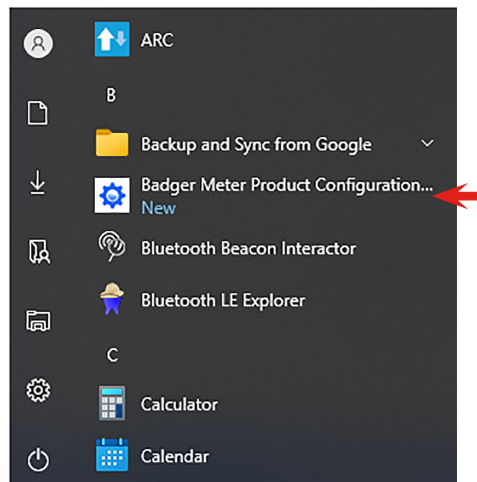 ARC
B
Backup and Sync from Google
Badger Meter Product Configuration...
New
Bluetooth Beacon Interactor
Bluetooth LE Explorer
C
Calculator
Calendar